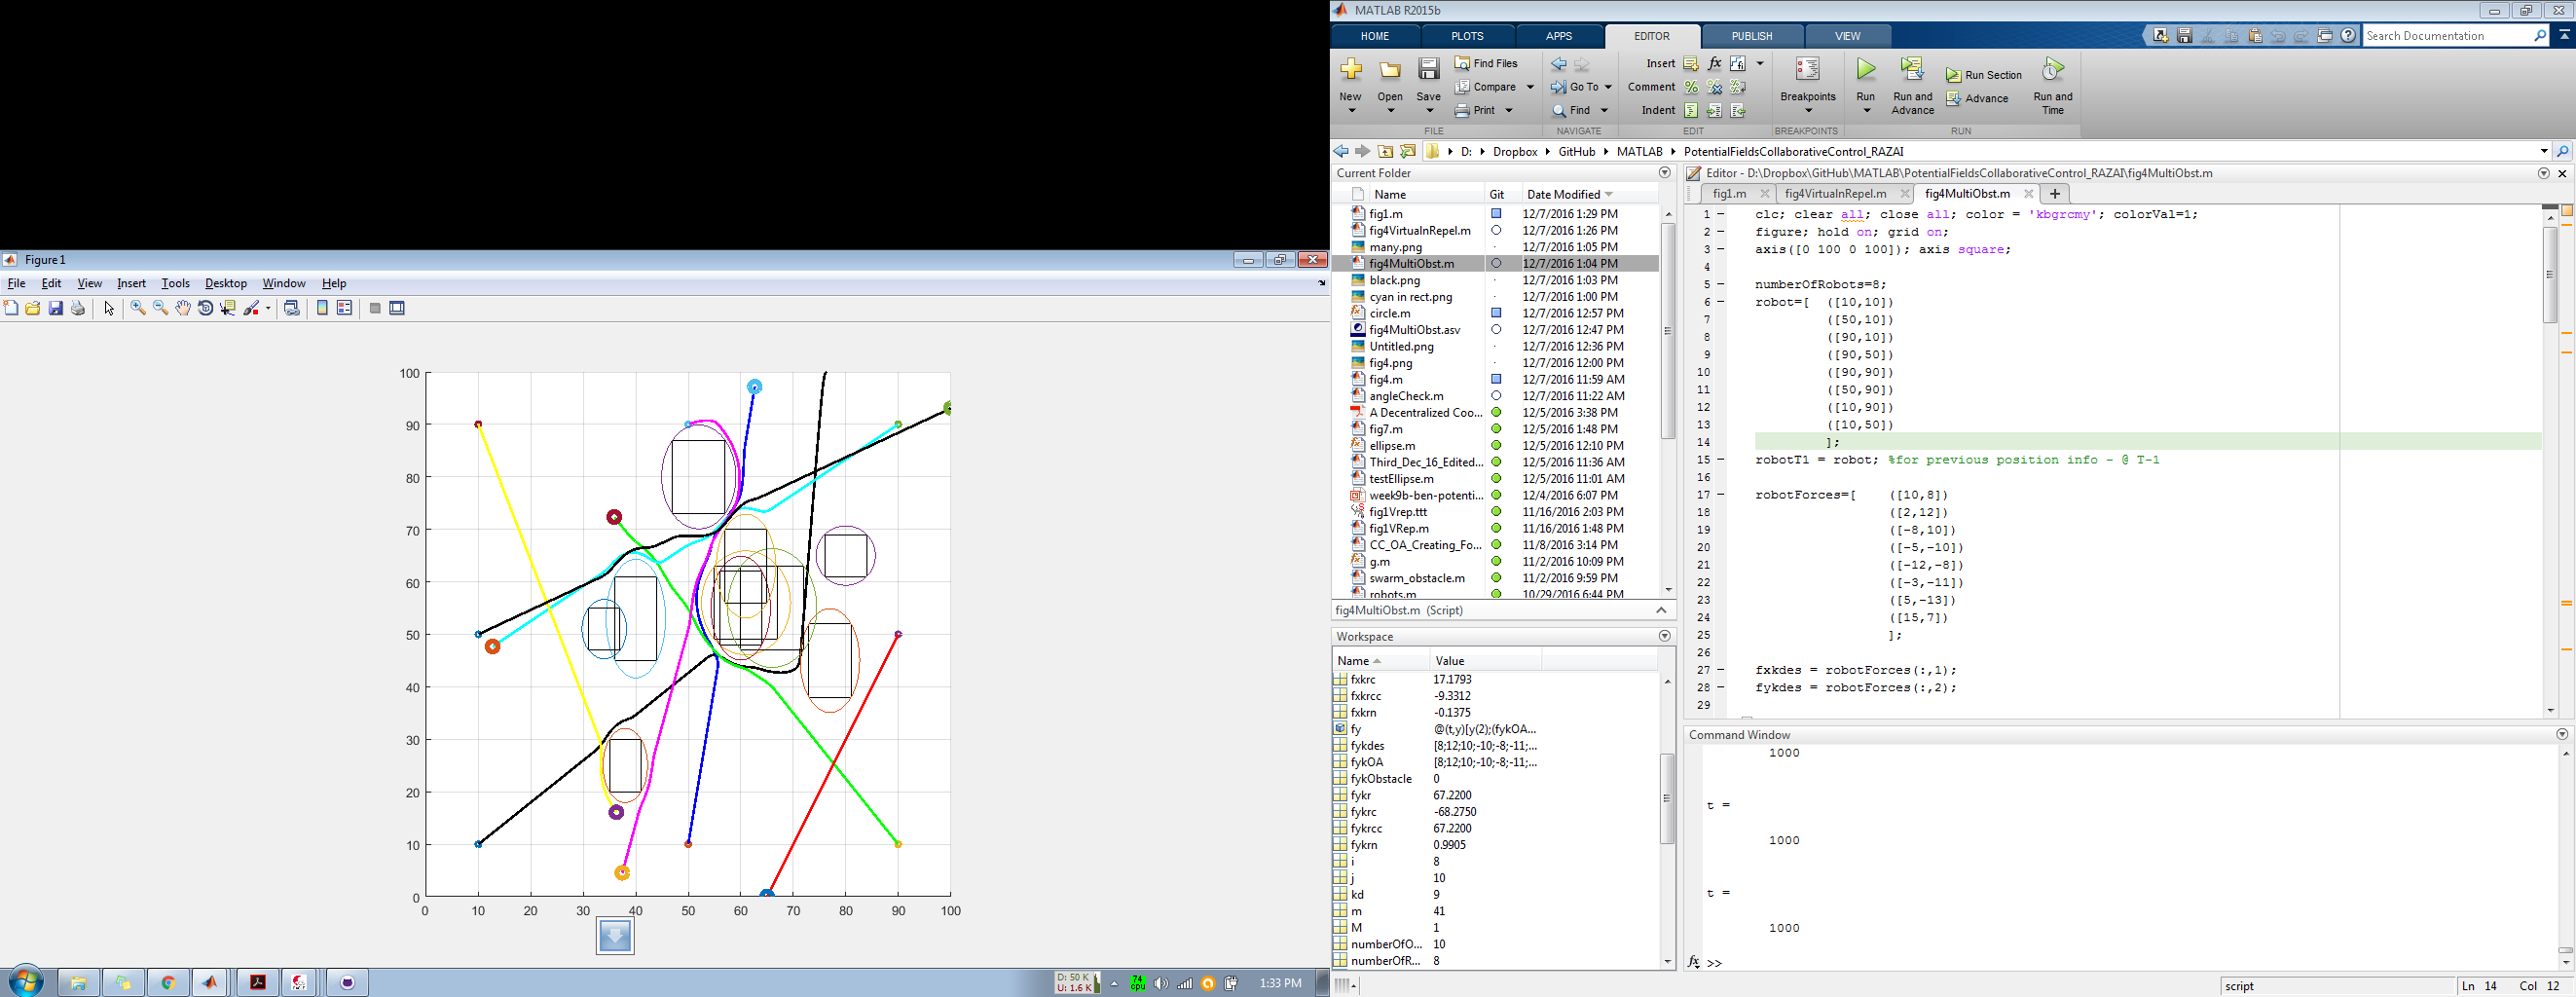 Figure 1
File Edit View Insert Tools Desktop Window Help
100
90
80
70
60
50
40
30
20
10
0
0 10 20 30 40 50 60 70 80 90 100
D: 50 K
U: 1.6 K
74
cpu
1:33 PM
MATLAB R2015b
HOME PLOTS APPS EDITOR PUBLISH VIEW
Search Documentation
New Open Save
Find Files
Compare
Print
Go To
Find
Insert
Comment
Indent
Breakpoints
Run
Run and Advance
Run Section
Advance
Run and Time
FILE NAVIGATE EDIT BREAKPOINTS RUN
D: Dropbox GitHub MATLAB PotentialFieldsCollaborativeControl_RAZAI
Current Folder
Name Git Date Modified
fig1.m 12/7/2016 1:29 PM
fig4VirtualnRepel.m 12/7/2016 1:26 PM
many.png 12/7/2016 1:05 PM
fig4MultiObst.m 12/7/2016 1:04 PM
black.png 12/7/2016 1:03 PM
cyan in rect.png 12/7/2016 1:00 PM
circle.m 12/7/2016 12:57 PM
fig4MultiObst.asv 12/7/2016 12:47 PM
Untitled.png 12/7/2016 12:36 PM
fig4.png 12/7/2016 12:00 PM
fig4.m 12/7/2016 11:59 AM
angleCheck.m 12/7/2016 11:22 AM
A Decentralized Coo... 12/5/2016 3:38 PM
fig7.m 12/5/2016 1:48 PM
ellipse.m 12/5/2016 12:10 PM
Third_Dec_16_Edited... 12/5/2016 11:36 AM
testEllipse.m 12/5/2016 11:01 AM
week9b-ben-potenti... 12/4/2016 6:07 PM
fig1Vrep.ttt 11/16/2016 2:03 PM
fig1VRep.m 11/16/2016 1:48 PM
CC_OA_Creating_Fo... 11/8/2016 3:14 PM
g.m 11/2/2016 10:09 PM
swarm_obstacle.m 11/2/2016 9:59 PM
robots.m 10/29/2016 6:44 PM
fig4MultiObst.m (Script)
Workspace
Name Value
fxkrc 17.1793
fxkrcc -9.3312
fxkrn -0.1375
fy @(t,y)[y(2);(fykOA...
fykdes [8;12;10;-10;-8;-11;...
fykOA [8;12;10;-10;-8;-11;...
fykObstacle 0
fykr 67.2200
fykrc -68.2750
fykrcc 67.2200
fykrn 0.9905
i 8
j 10
kd 9
m 41
M 1
numberOfO... 10
numberOfR... 8
Editor - D:\Dropbox\GitHub\MATLAB\PotentialFieldsCollaborativeControl_RAZAI\fig4MultiObst.m
fig1.m fig4VirtualnRepel.m fig4MultiObst.m
1 clc; clear all; close all; color = 'kbgrcmy'; colorVal=1;
2 figure; hold on; grid on;
3 axis([0 100 0 100]); axis square;
4
5 numberOfRobots=8;
6 robot=[ ([10,10])
7 ([50,10])
8 ([90,10])
9 ([90,50])
10 ([90,90])
11 ([50,90])
12 ([10,90])
13 ([10,50])
14 ];
15 robotT1 = robot; %for previous position info - @ T-1
16
17 robotForces=[ ([10,8])
18 ([2,12])
19 ([-8,10])
20 ([-5,-10])
21 ([-12,-8])
22 ([-3,-11])
23 ([5,-13])
24 ([15,7])
25 ];
26
27 fxkdes = robotForces(:,1);
28 fykdes = robotForces(:,2);
29
Command Window
1000
t =
1000
t =
1000
fx >>
script Ln 14 Col 12